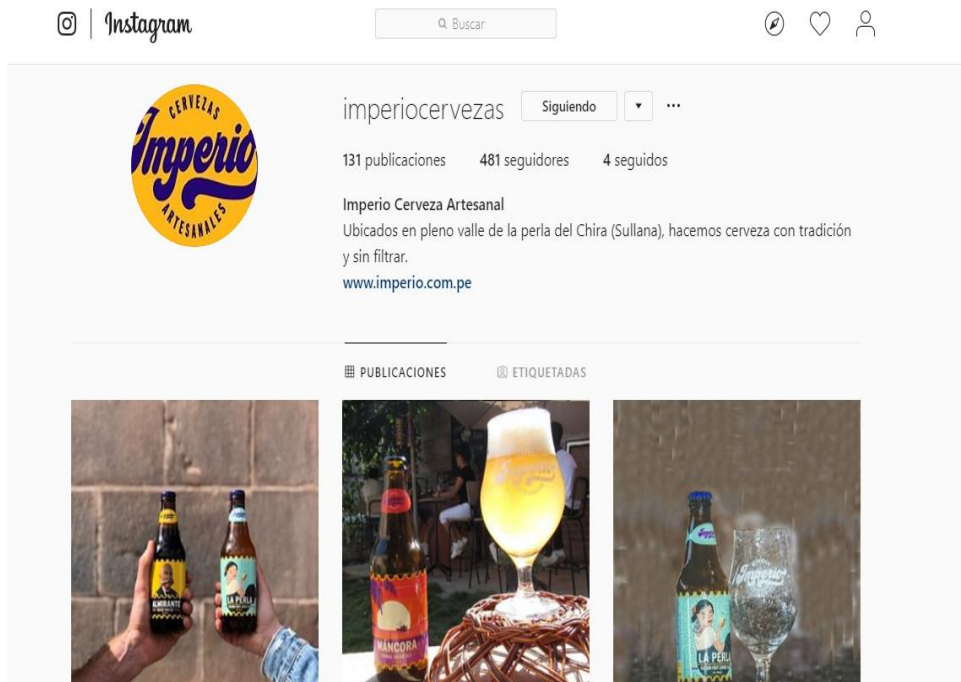 Instagram
Buscar
CERVEZAS
Imperio
ARTESANALES
imperiocervezas Siguiendo
131 publicaciones 481 seguidores 4 seguidos
Imperio Cerveza Artesanal
Ubicados en pleno valle de la perla del Chira (Sullana), hacemos cerveza con tradición
y sin filtrar.
www.imperio.com.pe
PUBLICACIONES ETIQUETADAS
ALMIRANTE
LA PERLA
Imperio
MÁNCORA
Imperio
LA PERLA